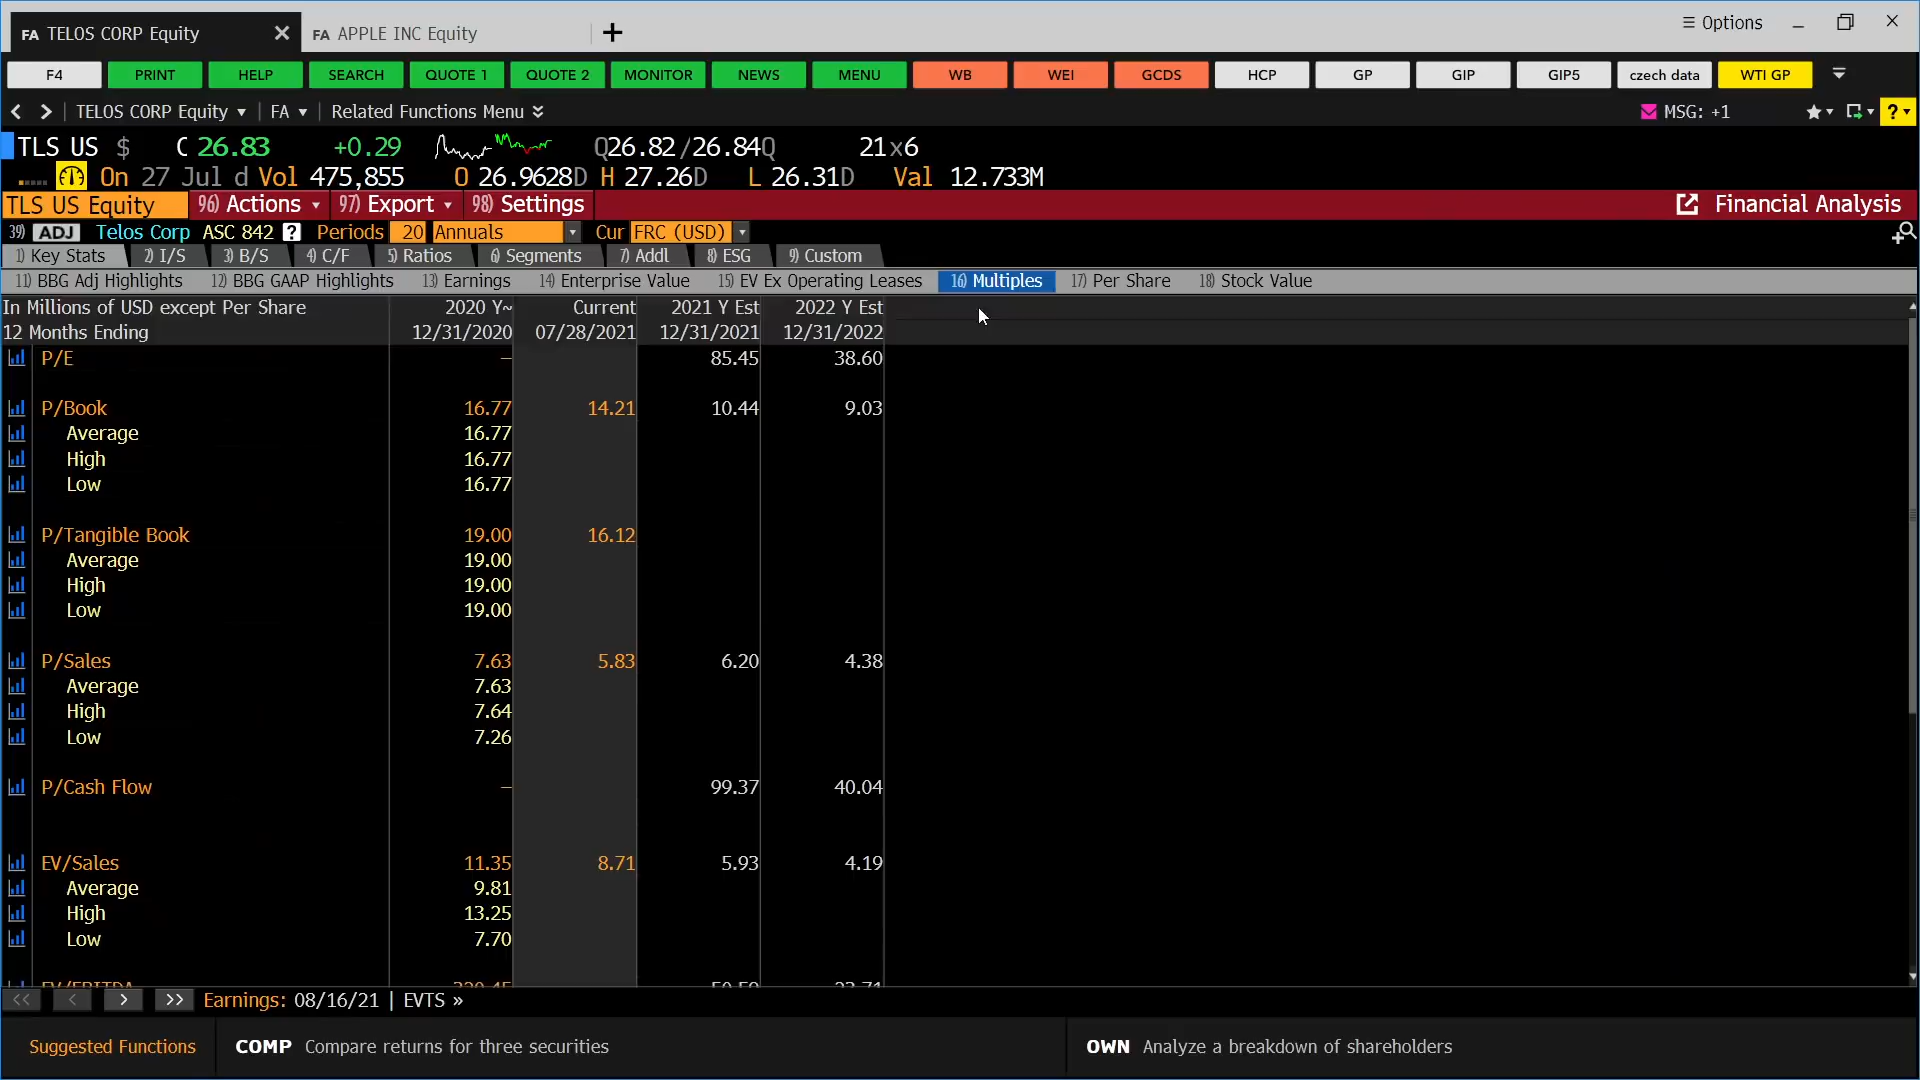 FA TELOS CORP Equity FA APPLE INC Equity Options
F4 PRINT HELP SEARCH QUOTE 1 QUOTE 2 MONITOR NEWS MENU WB WEI GCDS HCP GP GIP GIP5 czech data WTI GP
TELOS CORP Equity FA Related Functions Menu MSG: +1 ?
TLS US $ C 26.83 +0.29 Q26.82/26.84Q 21x6
On 27 Jul d Vol 475,855 O 26.9628D H 27.26D L 26.31D Val 12.733M
TLS US Equity 96) Actions 97) Export 98) Settings Financial Analysis
39) ADJ Telos Corp ASC 842 ? Periods 20 Annuals Cur FRC (USD)
1) Key Stats 2) I/S 3) B/S 4) C/F 5) Ratios 6) Segments 7) Addl 8) ESG 9) Custom
11) BBG Adj Highlights 12) BBG GAAP Highlights 13) Earnings 14) Enterprise Value 15) EV Ex Operating Leases 16) Multiples 17) Per Share 18) Stock Value
In Millions of USD except Per Share 2020 Y~ Current 2021 Y Est 2022 Y Est
12 Months Ending 12/31/2020 07/28/2021 12/31/2021 12/31/2022
P/E – 85.45 38.60
P/Book 16.77 14.21 10.44 9.03
Average 16.77
High 16.77
Low 16.77
P/Tangible Book 19.00 16.12
Average 19.00
High 19.00
Low 19.00
P/Sales 7.63 5.83 6.20 4.38
Average 7.63
High 7.64
Low 7.26
P/Cash Flow – 99.37 40.04
EV/Sales 11.35 8.71 5.93 4.19
Average 9.81
High 13.25
Low 7.70
<< < > >> Earnings: 08/16/21 | EVTS »
Suggested Functions COMP Compare returns for three securities OWN Analyze a breakdown of shareholders